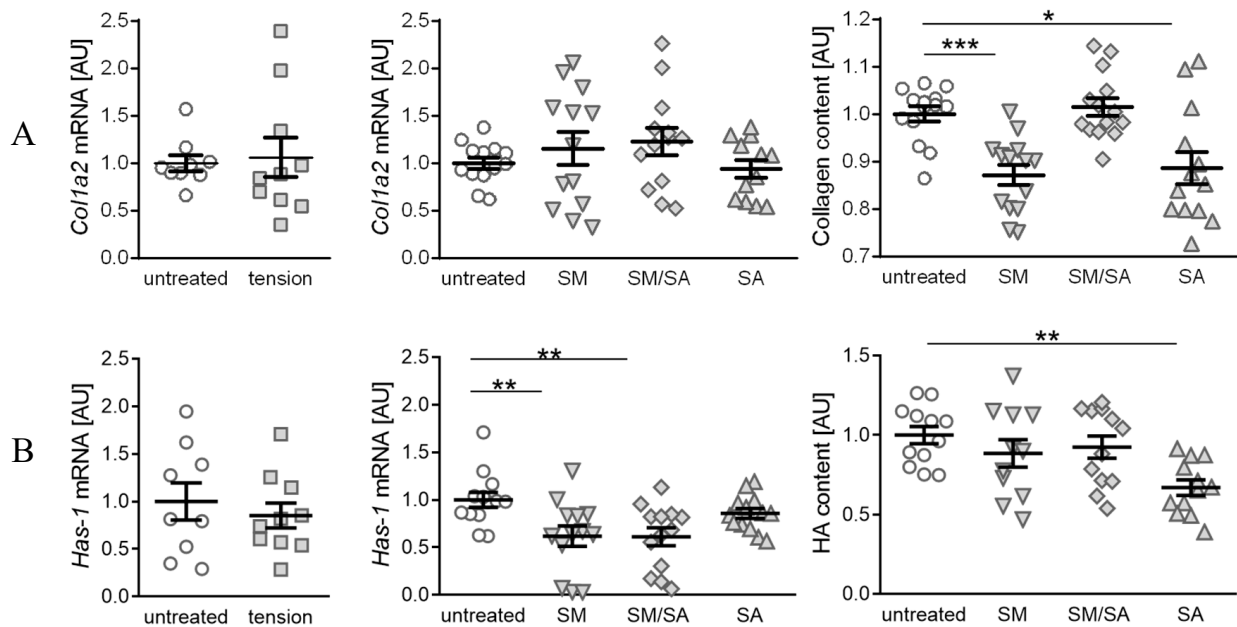 A
Col1a2 mRNA [AU]
2.5
2.0
1.5
1.0
0.5
0.0
untreated tension
Col1a2 mRNA [AU]
2.5
2.0
1.5
1.0
0.5
0.0
untreated SM SM/SA SA
Collagen content [AU]
1.2
1.1
1.0
0.9
0.8
0.7
*
***
untreated SM SM/SA SA
B
Has-1 mRNA [AU]
2.5
2.0
1.5
1.0
0.5
0.0
untreated tension
Has-1 mRNA [AU]
2.5
2.0
1.5
1.0
0.5
0.0
**
**
untreated SM SM/SA SA
HA content [AU]
1.5
1.0
0.5
0.0
**
untreated SM SM/SA SA